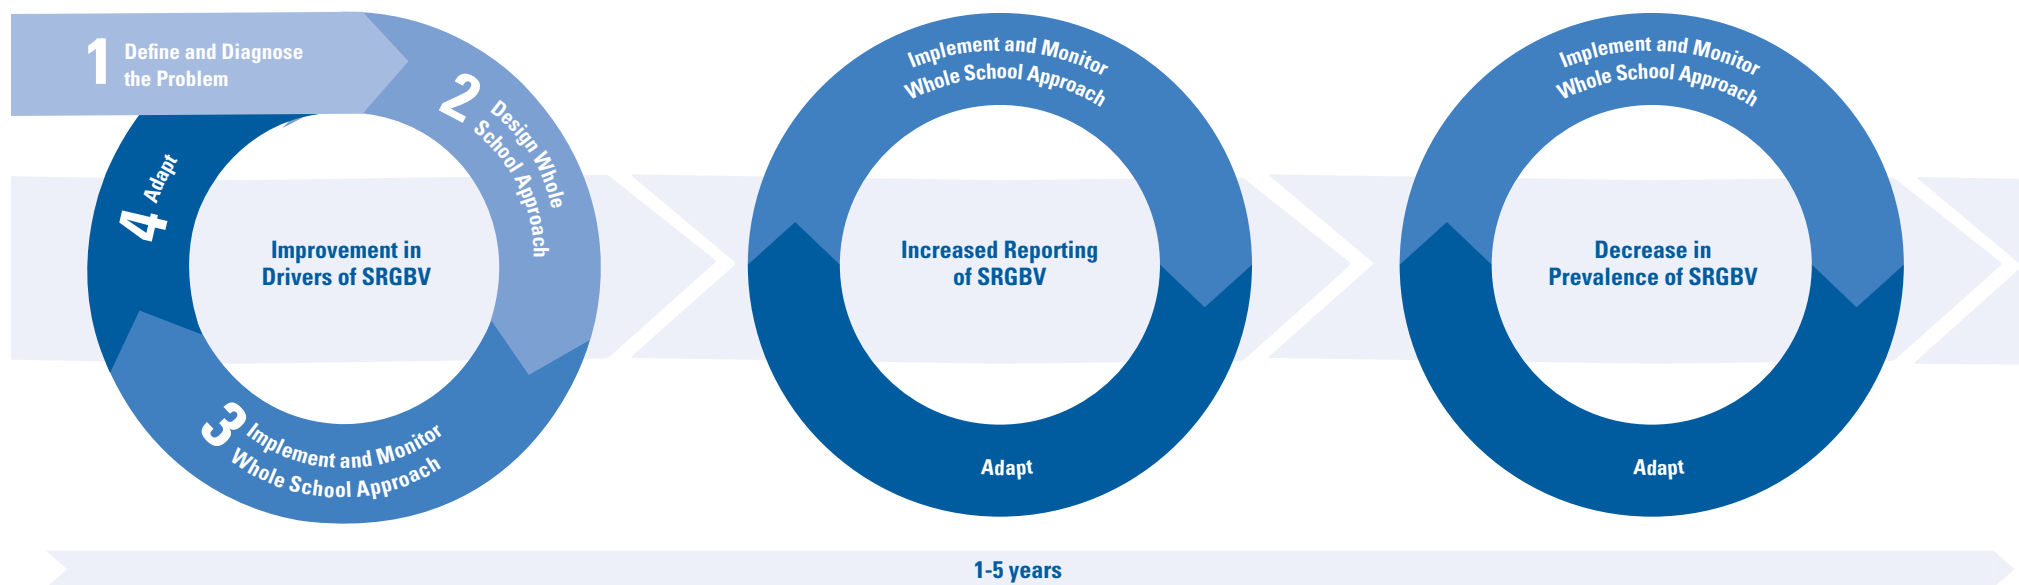 1 Define and Diagnose
the Problem
2 Design Whole
School Approach
3 Implement and Monitor
Whole School Approach
4 Adapt
Improvement in
Drivers of SRGBV
Implement and Monitor
Whole School Approach
Increased Reporting
of SRGBV
Adapt
Implement and Monitor
Whole School Approach
Decrease in
Prevalence of SRGBV
Adapt
1-5 years